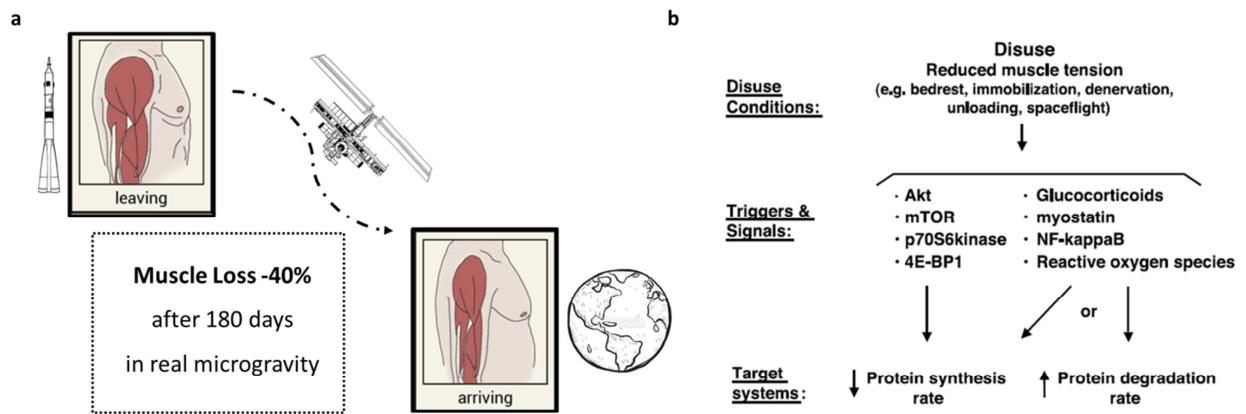 a
leaving
Muscle Loss -40%
after 180 days
in real microgravity
arriving
b
Disuse
Reduced muscle tension
Disuse
Conditions:
(e.g. bedrest, immobilization, denervation,
unloading, spaceflight)
Triggers &
Signals:
· Akt
· mTOR
· p70S6kinase
· 4E-BP1
· Glucocorticoids
· myostatin
· NF-kappaB
· Reactive oxygen species
or
Target
systems:
↓ Protein synthesis
rate
↑ Protein degradation
rate